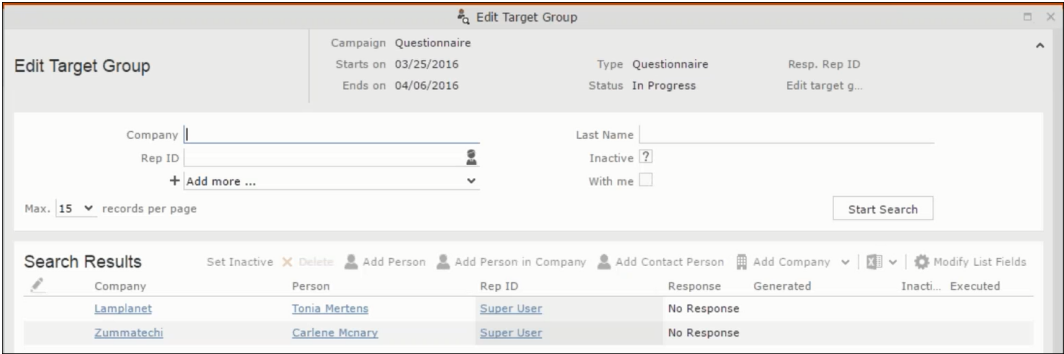 Edit Target Group
Edit Target Group
Campaign Questionnaire
Starts on 03/25/2016 Type Questionnaire Resp. Rep ID
Ends on 04/06/2016 Status In Progress Edit target g...
Company Last Name
Rep ID Inactive ?
+ Add more ... With me
Max. 15 records per page Start Search
Search Results Set Inactive Delete Add Person Add Person in Company Add Contact Person Add Company Modify List Fields
Company Person Rep ID Response Generated Inacti... Executed
Lamplanet Tonia Mertens Super User No Response
Zummatechi Carlene Mcnary Super User No Response